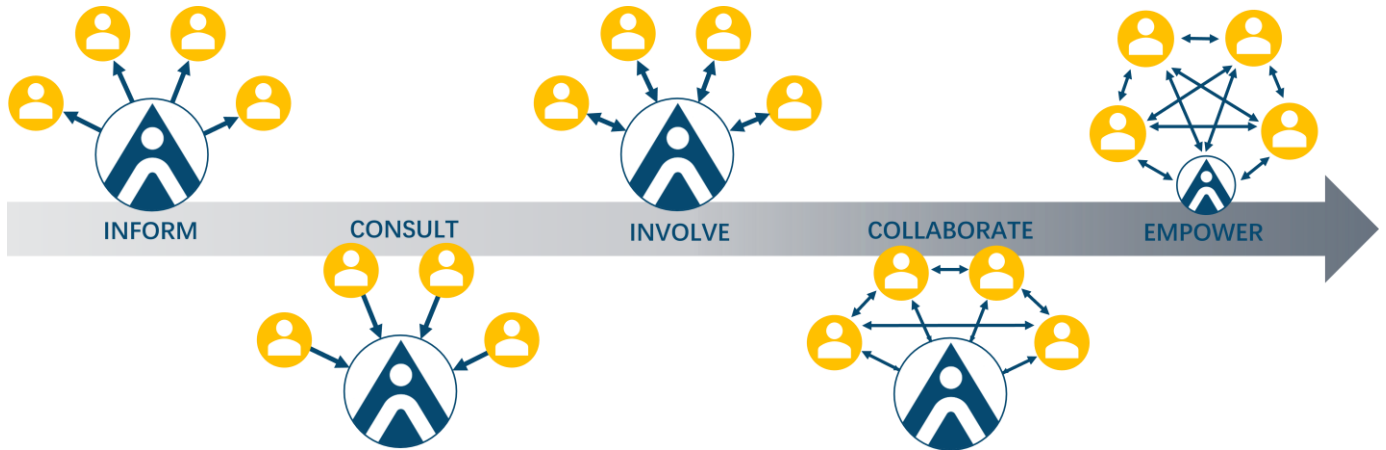 INFORM
CONSULT
INVOLVE
COLLABORATE
EMPOWER